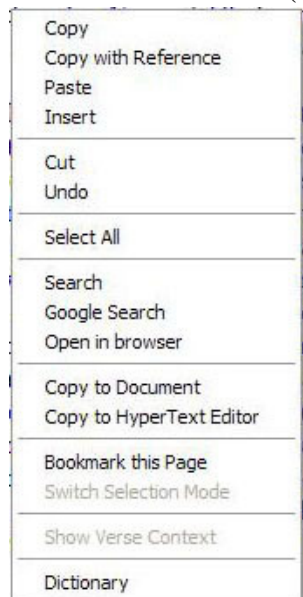 Copy
Copy with Reference
Paste
Insert
Cut
Undo
Select All
Search
Google Search
Open in browser
Copy to Document
Copy to HyperText Editor
Bookmark this Page
Switch Selection Mode
Show Verse Context
Dictionary